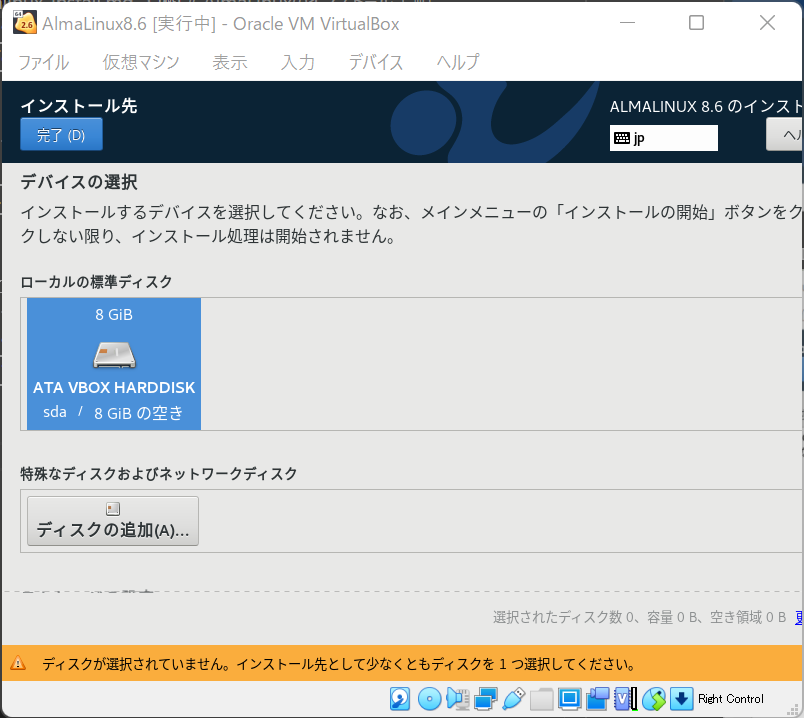 AlmaLinux8.6 [実行中] - Oracle VM VirtualBox
ファイル 仮想マシン 表示 入力 デバイス ヘルプ
インストール先
ALMALINUX 8.6 のインスト
完了 (D)
jp
ヘル
デバイスの選択
インストールするデバイスを選択してください。なお、メインメニューの「インストールの開始」ボタンをク
クしない限り、インストール処理は開始されません。
ローカルの標準ディスク
8 GiB
ATA VBOX HARDDISK
sda / 8 GiB の空き
特殊なディスクおよびネットワークディスク
ディスクの追加(A)...
選択されたディスク数 0、容量 0 B、空き領域 0 B
ディスクが選択されていません。インストール先として少なくともディスクを 1 つ選択してください。
Right Control